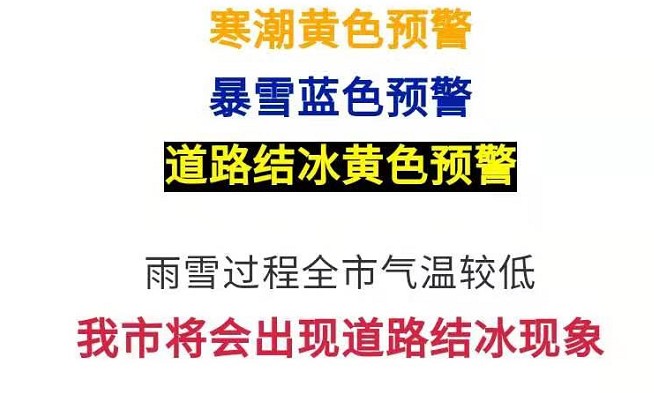 寒潮黄色预警
暴雪蓝色预警
道路结冰黄色预警
雨雪过程全市气温较低
我市将会出现道路结冰现象